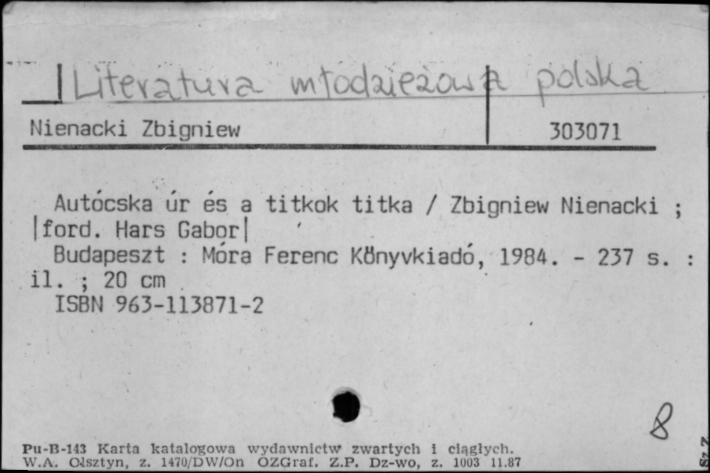 Literatura młodzieżowa polska
Nienacki Zbigniew 303071
Autócska úr és a titkok titka / Zbigniew Nienacki ;
|ford. Hars Gabor|
Budapeszt : Móra Ferenc Könyvkiadó, 1984. - 237 s. :
il. ; 20 cm
ISBN 963-113871-2
8
Pu-B-143 Karta katalogowa wydawnictw zwartych i ciągłych.
W.A. Olsztyn, z. 1470/DW/On OZGraf. Z.P. Dz-wo, z. 1003 11.87